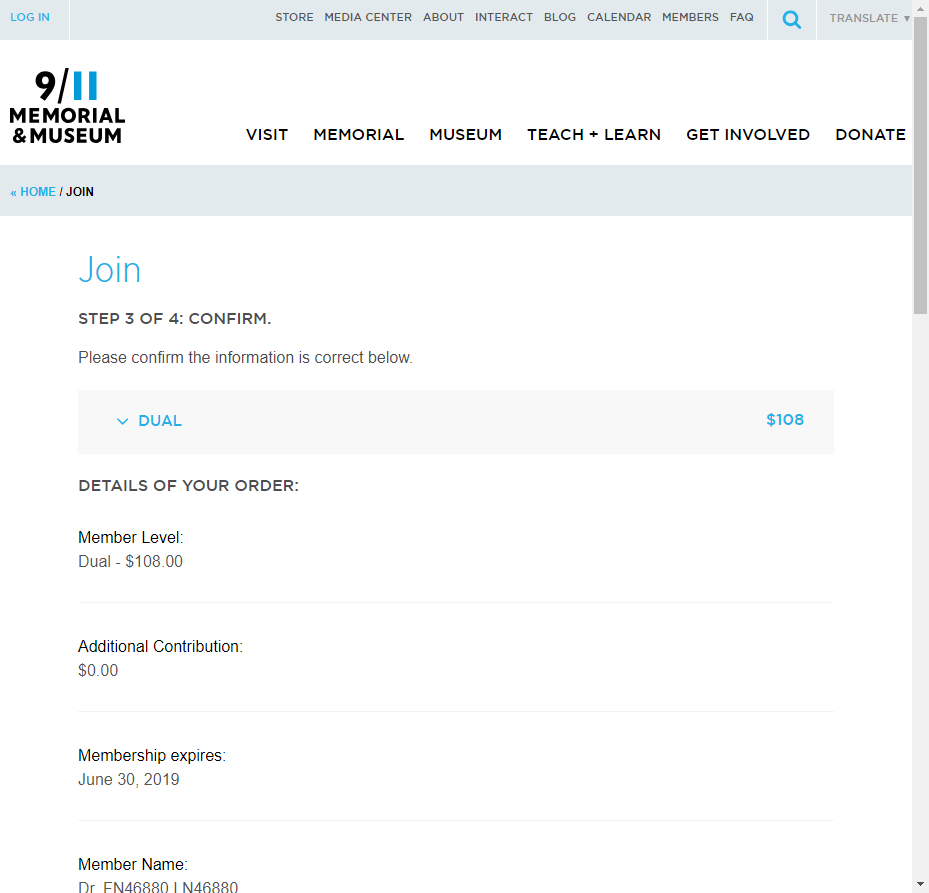 LOG IN
STORE MEDIA CENTER ABOUT INTERACT BLOG CALENDAR MEMBERS FAQ
TRANSLATE ▼
9/11
MEMORIAL
& MUSEUM
VISIT MEMORIAL MUSEUM TEACH + LEARN GET INVOLVED DONATE
« HOME / JOIN
Join
STEP 3 OF 4: CONFIRM.
Please confirm the information is correct below.
DUAL $108
DETAILS OF YOUR ORDER:
Member Level:
Dual - $108.00
Additional Contribution:
$0.00
Membership expires:
June 30, 2019
Member Name:
Dr. FN46880 LN46880